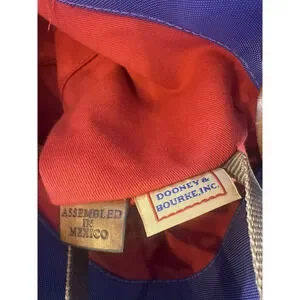 ASSEMBLED
IN
MEXICO
DOONEY &
BOURKE, INC.